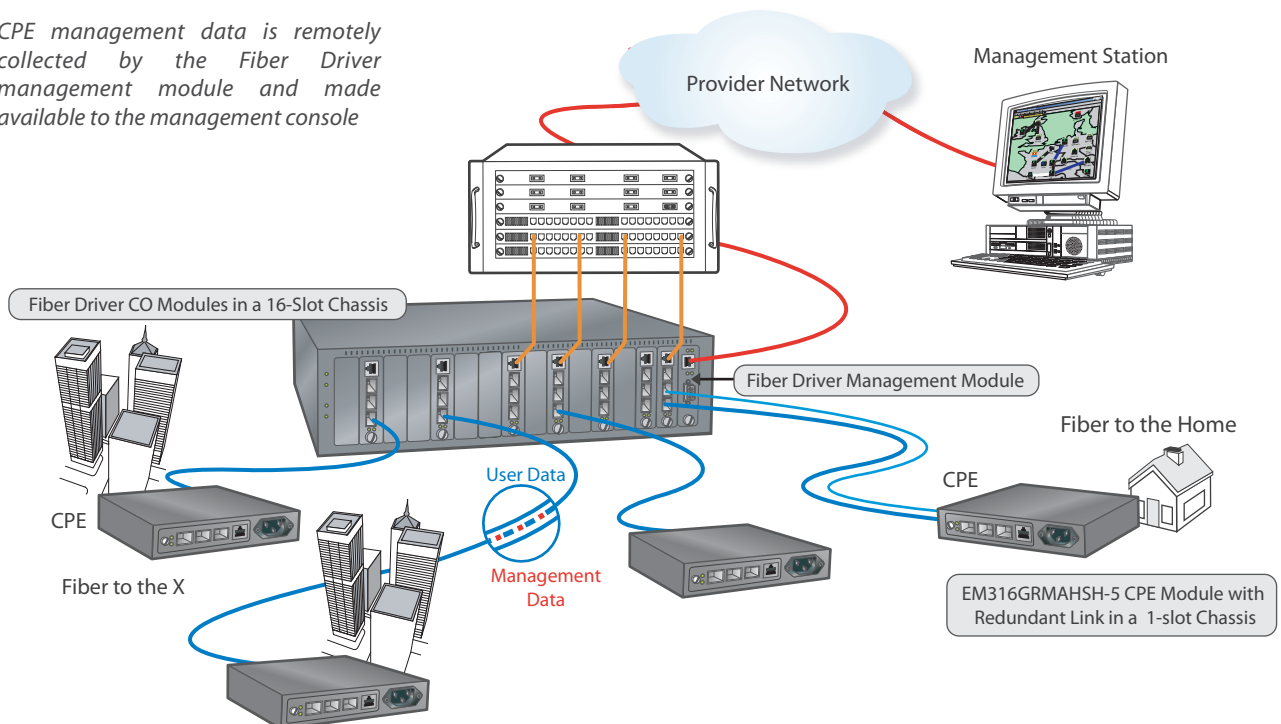 CPE management data is remotely
collected by the Fiber Driver
management module and made
available to the management console
Provider Network
Management Station
Fiber Driver CO Modules in a 16-Slot Chassis
Fiber Driver Management Module
Fiber to the Home
User Data
CPE
CPE
Management
Data
Fiber to the X
EM316GRMAHSH-5 CPE Module with
Redundant Link in a 1-slot Chassis